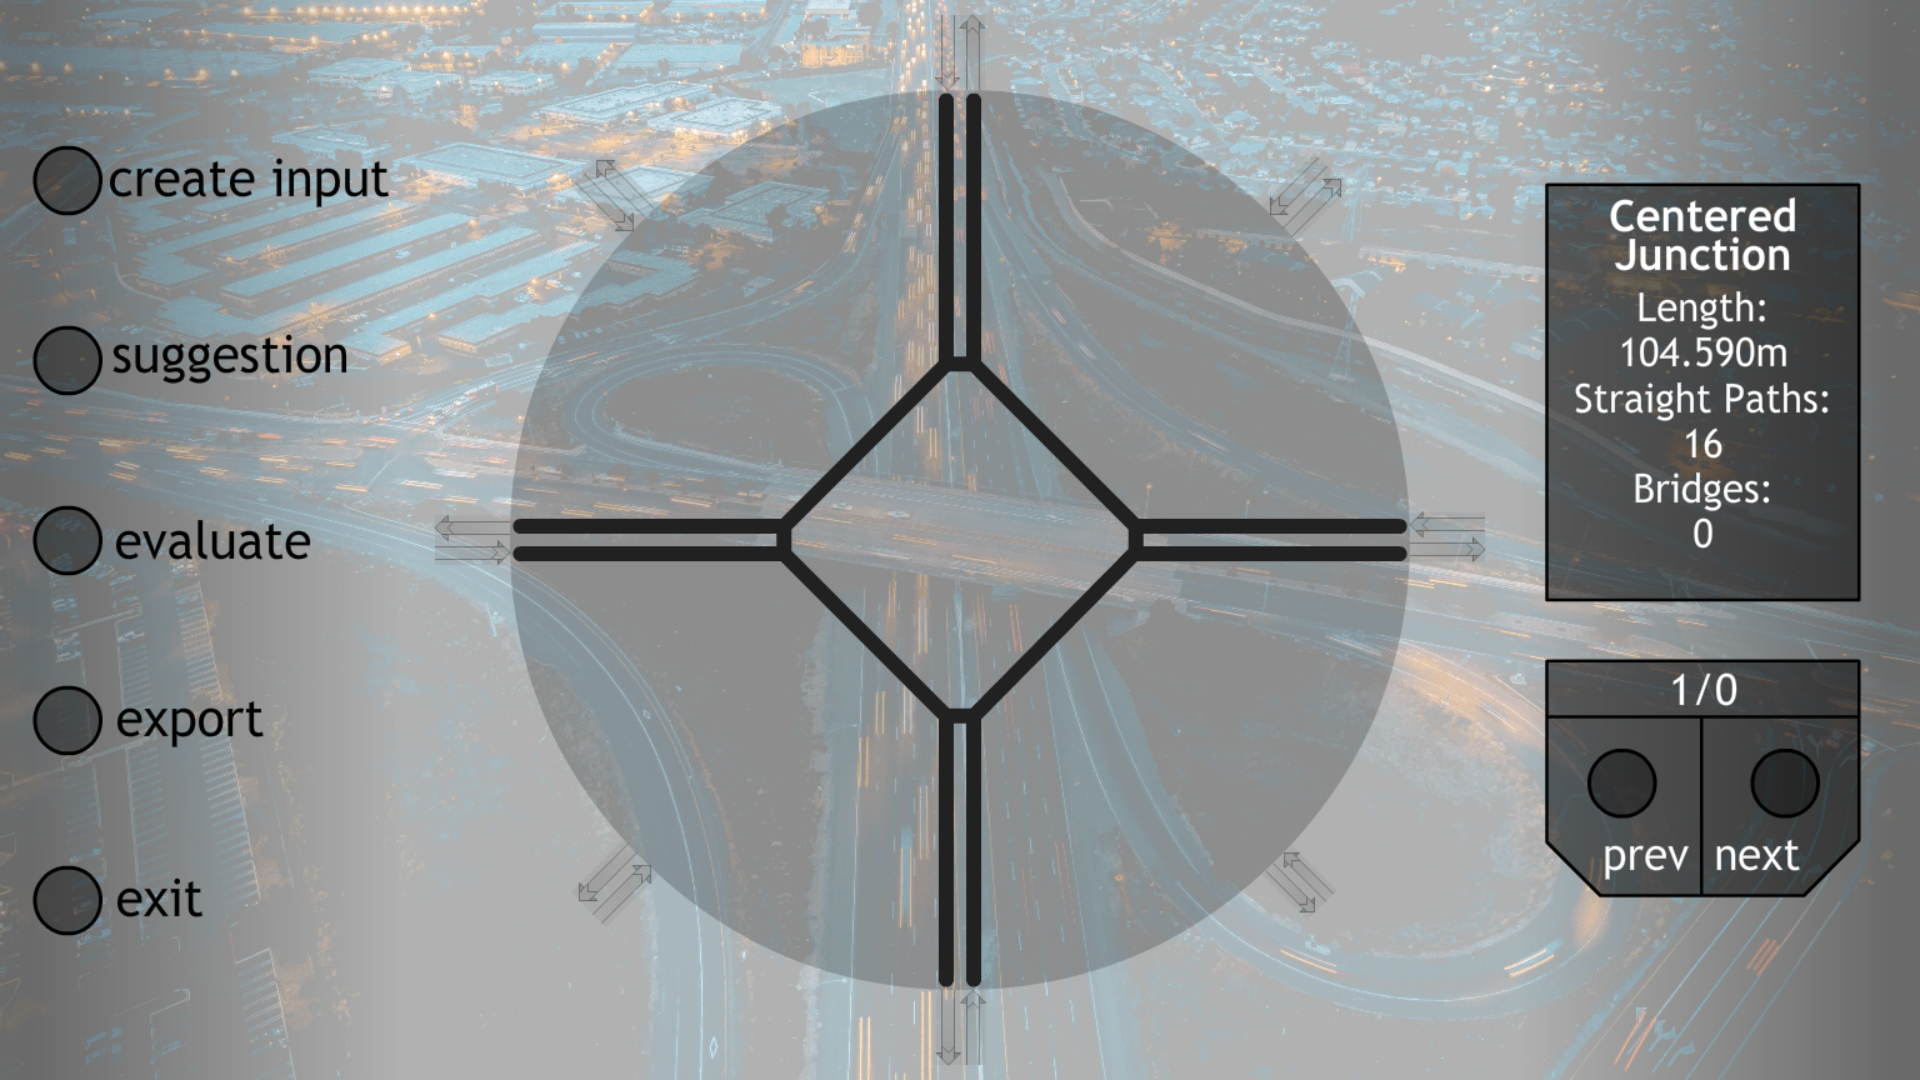 create input
suggestion
evaluate
export
exit
Centered
Junction
Length:
104.590m
Straight Paths:
16
Bridges:
0
1/0
prev
next